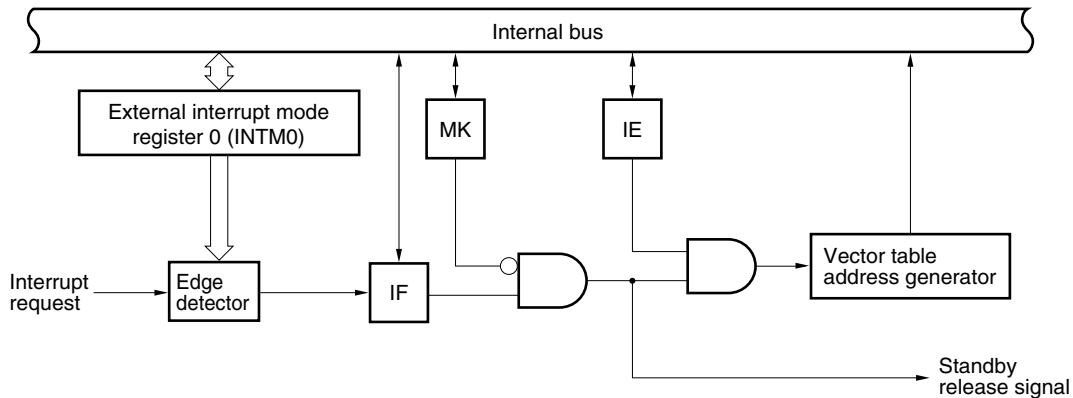 Internal bus
External interrupt mode
register 0 (INTM0)
MK
IE
Interrupt
request
Edge
detector
IF
Vector table
address generator
Standby
release signal